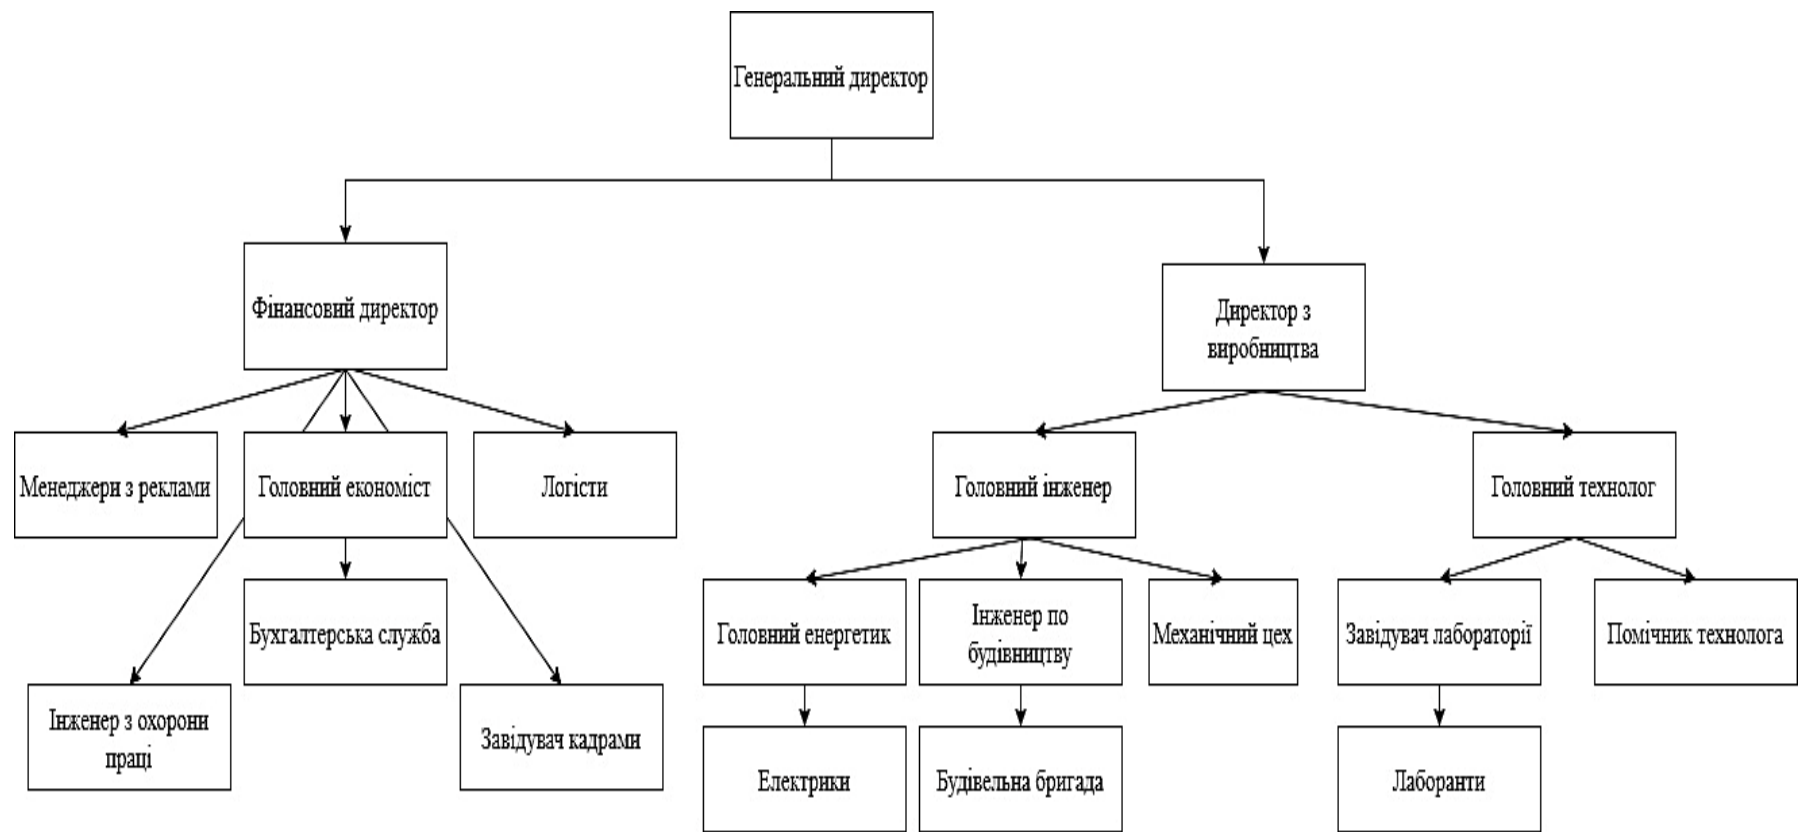 Генеральний директор
Фінансовий директор
Директор з
виробництва
Менеджери з реклами
Головний економіст
Логісти
Головний інженер
Головний технолог
Бухгалтерська служба
Головний енергетик
Інженер по
будівництву
Механічний цех
Завідувач лабораторії
Помічник технолога
Інженер з охорони
праці
Завідувач кадрами
Електрики
Будівельна бригада
Лаборанти